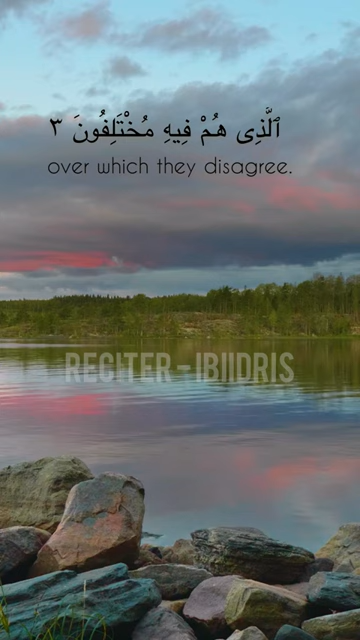 ٱلَّذِى هُمْ فِيهِ مُخْتَلِفُونَ ٣
over which they disagree.
RECITER - IBIIDRIS